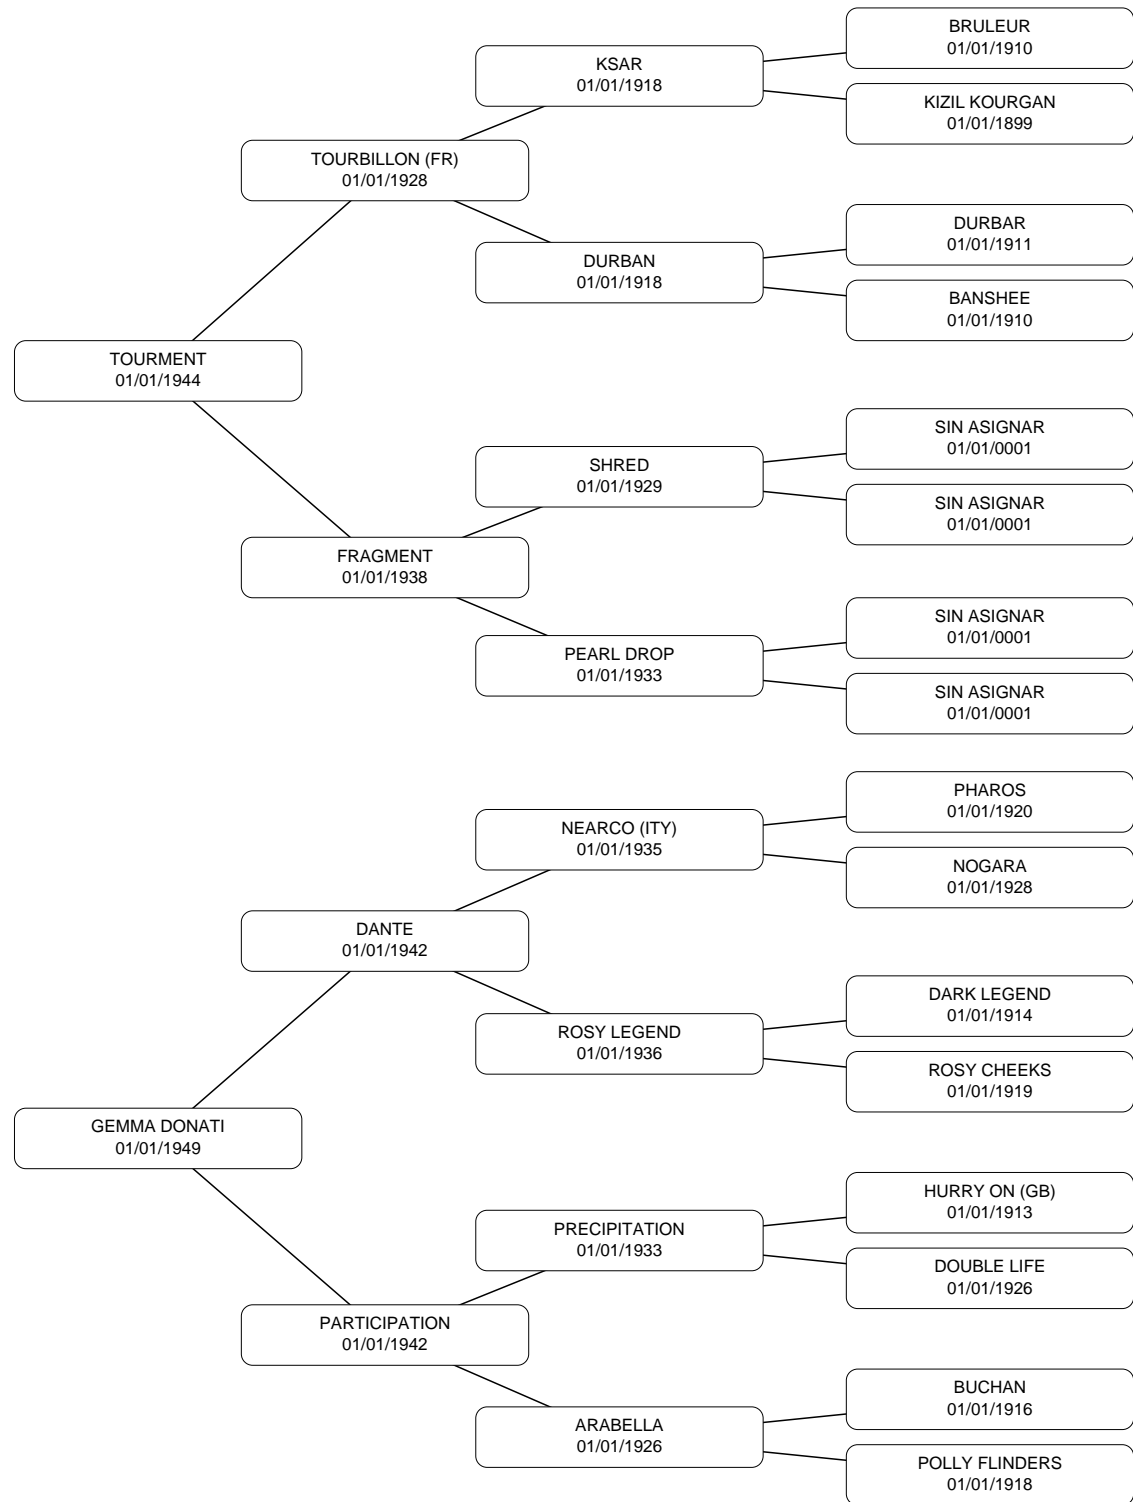 BRULEUR
01/01/1910
KSAR
01/01/1918
KIZIL KOURGAN
01/01/1899
TOURBILLON (FR)
01/01/1928
DURBAR
01/01/1911
DURBAN
01/01/1918
BANSHEE
01/01/1910
TOURMENT
01/01/1944
SIN ASIGNAR
01/01/0001
SHRED
01/01/1929
SIN ASIGNAR
01/01/0001
FRAGMENT
01/01/1938
SIN ASIGNAR
01/01/0001
PEARL DROP
01/01/1933
SIN ASIGNAR
01/01/0001
PHAROS
01/01/1920
NEARCO (ITY)
01/01/1935
NOGARA
01/01/1928
DANTE
01/01/1942
DARK LEGEND
01/01/1914
ROSY LEGEND
01/01/1936
ROSY CHEEKS
01/01/1919
GEMMA DONATI
01/01/1949
HURRY ON (GB)
01/01/1913
PRECIPITATION
01/01/1933
DOUBLE LIFE
01/01/1926
PARTICIPATION
01/01/1942
BUCHAN
01/01/1916
ARABELLA
01/01/1926
POLLY FLINDERS
01/01/1918